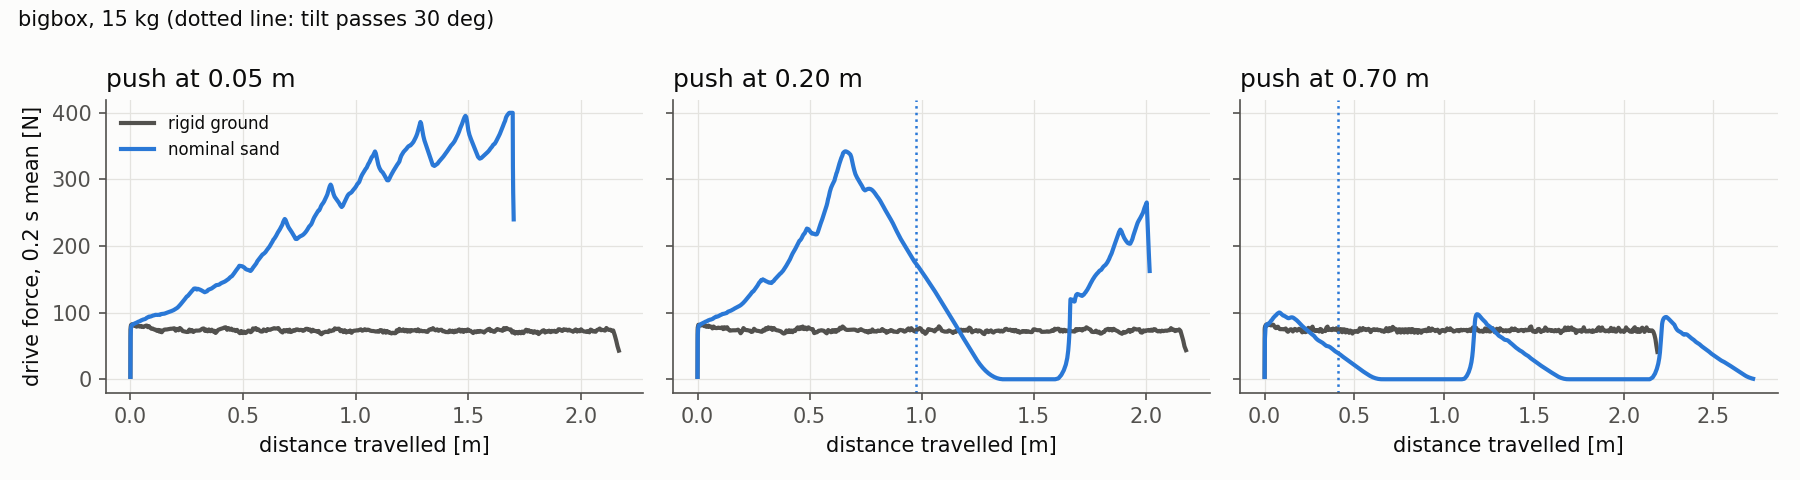 bigbox, 15 kg (dotted line: tilt passes 30 deg)
push at 0.05 m
push at 0.20 m
push at 0.70 m
drive force, 0.2 s mean [N]
400
300
200
100
0
rigid ground
nominal sand
0.0 0.5 1.0 1.5 2.0
0.0 0.5 1.0 1.5 2.0
0.0 0.5 1.0 1.5 2.0 2.5
distance travelled [m]
distance travelled [m]
distance travelled [m]